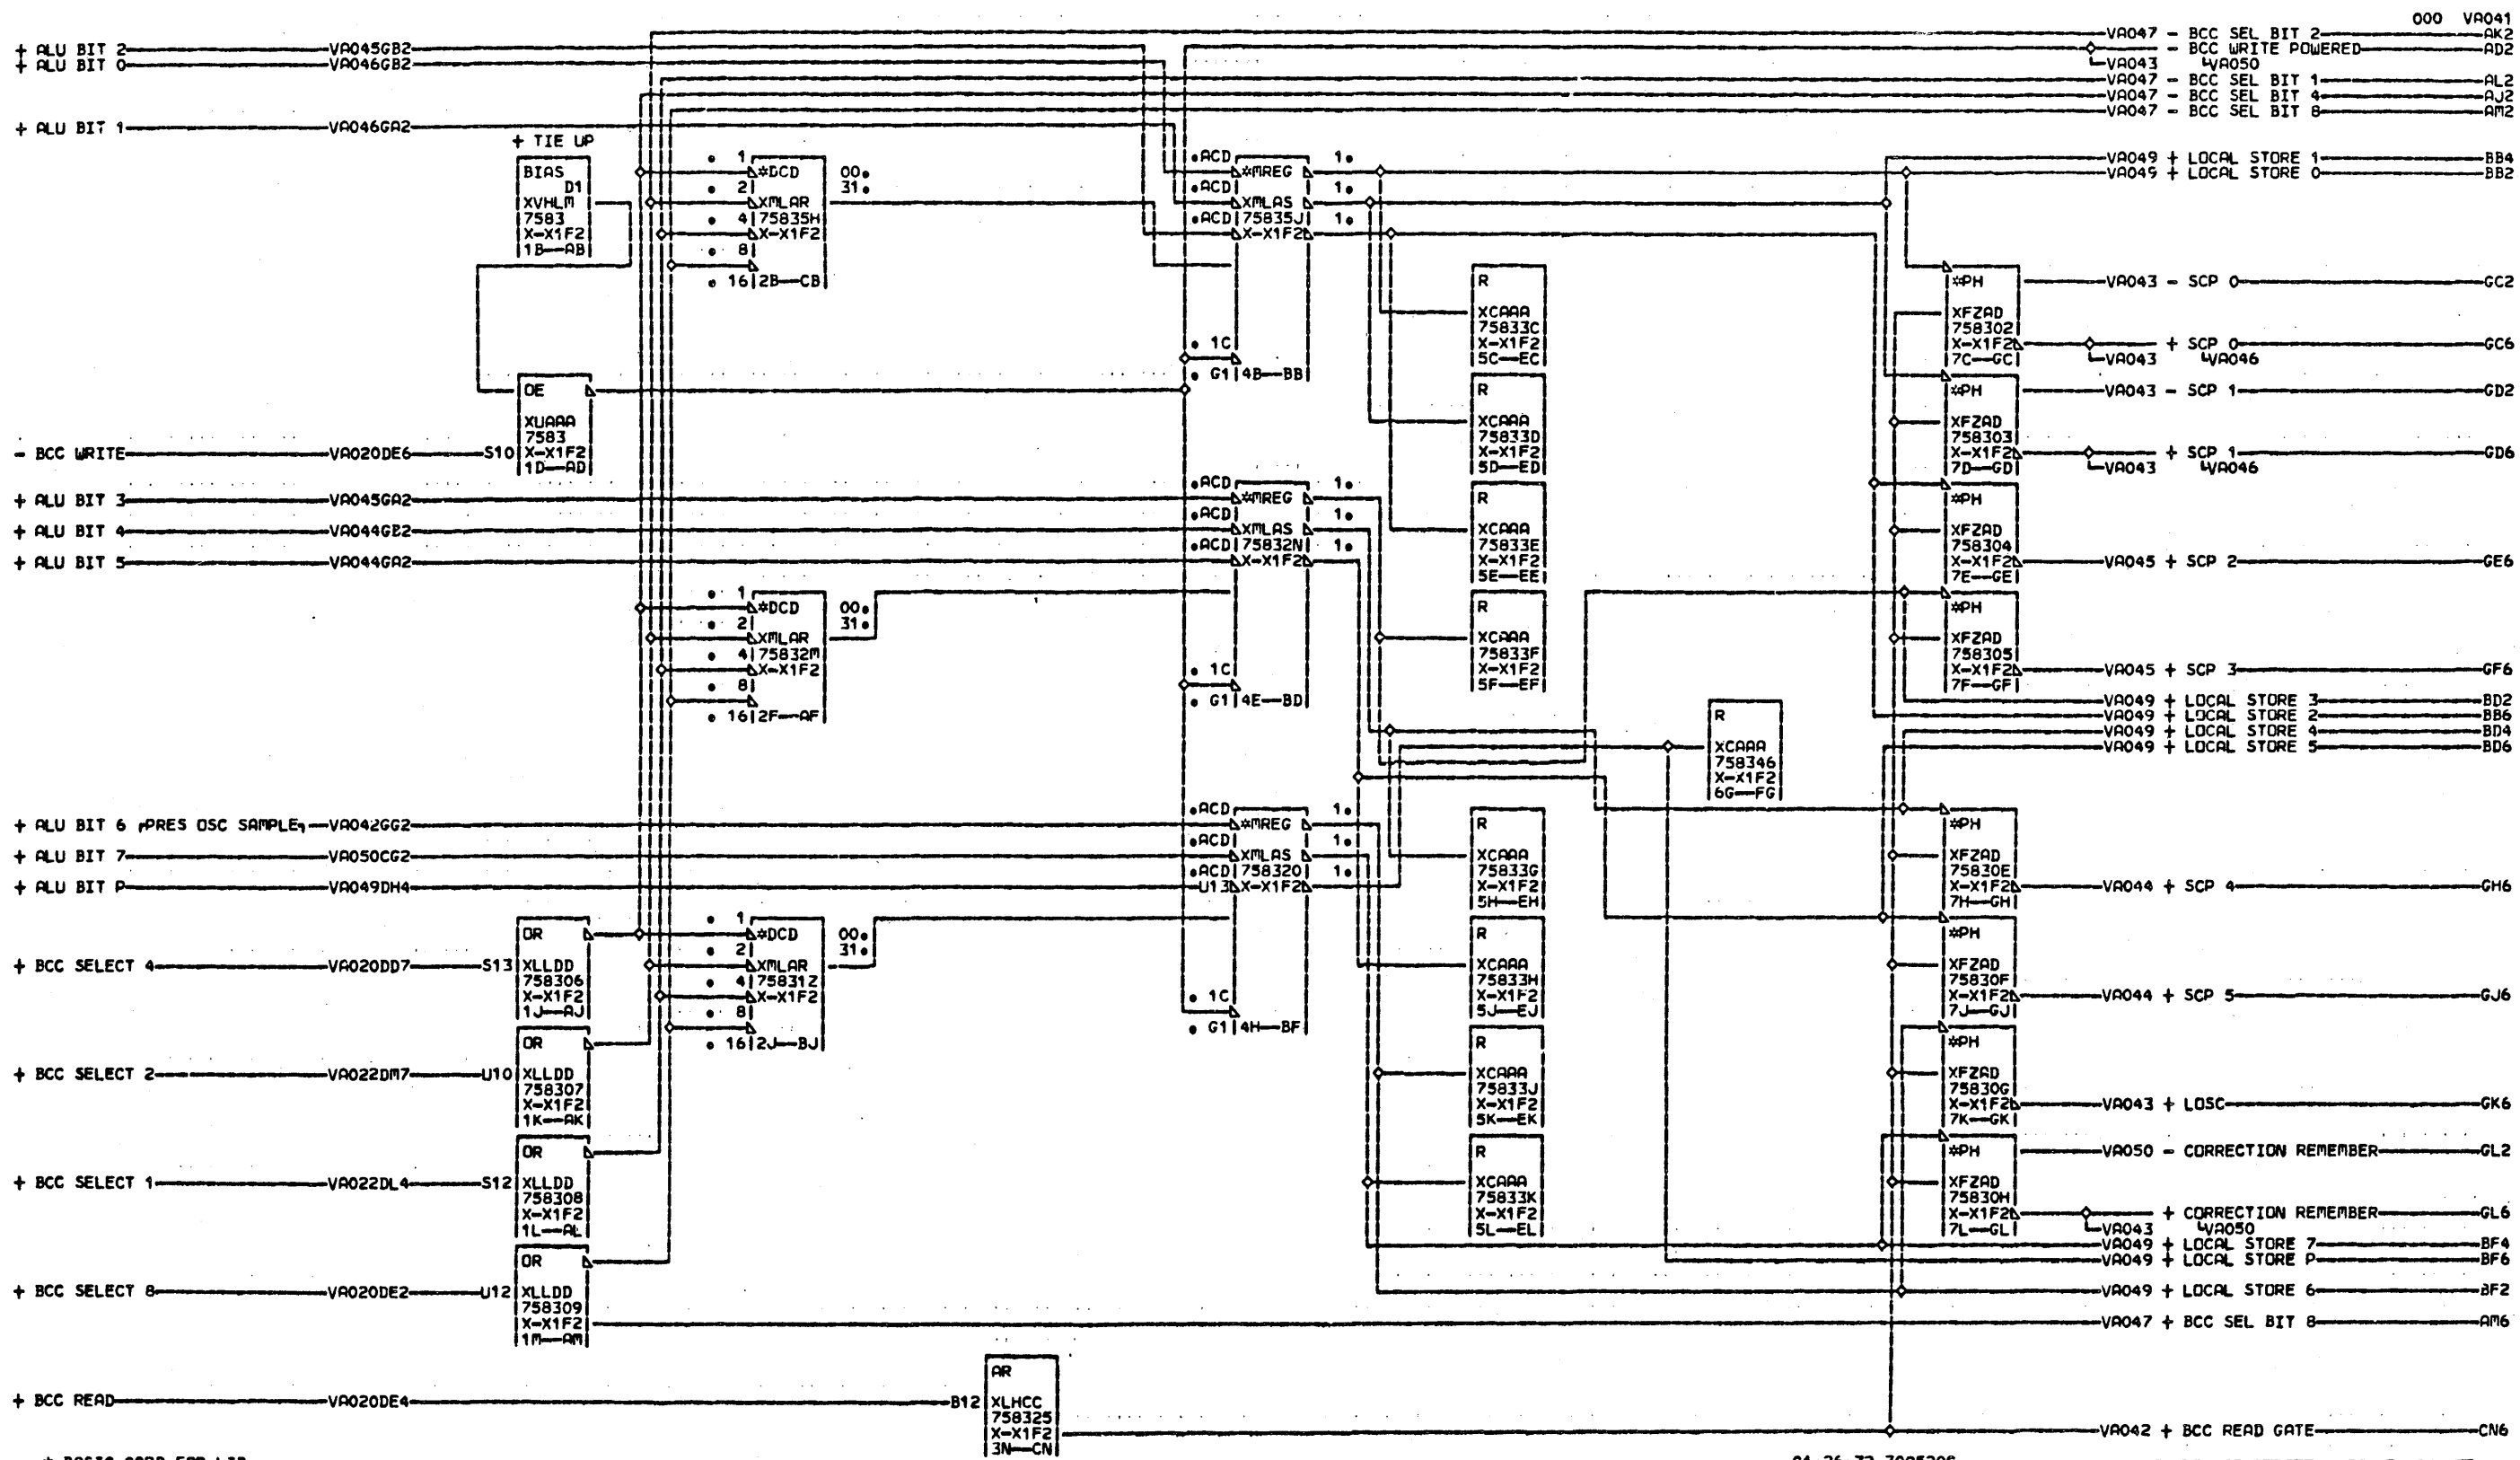 000 VA041
+ ALU BIT 2 VA045GB2 VA047 - BCC SEL BIT 2 AK2
- BCC WRITE POWERED AD2
+ ALU BIT 0 VA046GB2 VA043 VA050
VA047 - BCC SEL BIT 1 AL2
VA047 - BCC SEL BIT 4 AJ2
VA047 - BCC SEL BIT 8 AM2
+ ALU BIT 1 VA046GA2
+ TIE UP
BIAS
D1
XVHLM
7583
X-X1F2
1B AB
1
2
4
8
16
*DCD
XMLAR
75835H
X-X1F2
2B CB
00
31
ACD
ACD
ACD
*MREG
XMLAS
75835J
X-X1F2
1
1
1
1C
G1
4B BB
VA049 + LOCAL STORE 1 BB4
VA049 + LOCAL STORE 0 BB2
R
XCAAA
75833C
X-X1F2
5C EC
*PH
XFZAD
758302
X-X1F2
7C GC
VA043 - SCP 0 GC2
+ SCP 0 GC6
VA043 VA046
OE
XUAAA
7583
X-X1F2
1D AD
- BCC WRITE VA020DE6 S10
R
XCAAA
75833D
X-X1F2
5D ED
*PH
XFZAD
758303
X-X1F2
7D GD
VA043 - SCP 1 GD2
+ SCP 1 GD6
VA043 VA046
+ ALU BIT 3 VA045GA2
+ ALU BIT 4 VA044GB2
+ ALU BIT 5 VA044GA2
ACD
ACD
ACD
*MREG
XMLAS
75832N
X-X1F2
1
1
1
1C
G1
4E BD
R
XCAAA
75833E
X-X1F2
5E EE
*PH
XFZAD
758304
X-X1F2
7E GE
VA045 + SCP 2 GE6
1
2
4
8
16
*DCD
XMLAR
75832M
X-X1F2
2F AF
00
31
R
XCAAA
75833F
X-X1F2
5F EF
*PH
XFZAD
758305
X-X1F2
7F GF
VA045 + SCP 3 GF6
VA049 + LOCAL STORE 3 BD2
VA049 + LOCAL STORE 2 BB6
VA049 + LOCAL STORE 4 BD4
VA049 + LOCAL STORE 5 BD6
R
XCAAA
758346
X-X1F2
6G FG
+ ALU BIT 6 PRES OSC SAMPLE VA042GG2
+ ALU BIT 7 VA050CG2
+ ALU BIT P VA049DH4 U13
ACD
ACD
ACD
*MREG
XMLAS
758320
X-X1F2
1
1
1
1C
G1
4H BF
R
XCAAA
75833G
X-X1F2
5H EH
*PH
XFZAD
75830E
X-X1F2
7H GH
VA044 + SCP 4 GH6
OR
XLLDD
758306
X-X1F2
1J AJ
+ BCC SELECT 4 VA020DD7 S13
1
2
4
8
16
*DCD
XMLAR
75831Z
X-X1F2
2J BJ
00
31
R
XCAAA
75833H
X-X1F2
5J EJ
*PH
XFZAD
75830F
X-X1F2
7J GJ
VA044 + SCP 5 GJ6
OR
XLLDD
758307
X-X1F2
1K AK
+ BCC SELECT 2 VA022DM7 U10
R
XCAAA
75833J
X-X1F2
5K EK
*PH
XFZAD
75830G
X-X1F2
7K GK
VA043 + LOSC GK6
OR
XLLDD
758308
X-X1F2
1L AL
+ BCC SELECT 1 VA022DL4 S12
R
XCAAA
75833K
X-X1F2
5L EL
*PH
XFZAD
75830H
X-X1F2
7L GL
VA050 - CORRECTION REMEMBER GL2
+ CORRECTION REMEMBER GL6
VA043 VA050
VA049 + LOCAL STORE 7 BF4
VA049 + LOCAL STORE P BF6
OR
XLLDD
758309
X-X1F2
1M AM
+ BCC SELECT 8 VA020DE2 U12
VA049 + LOCAL STORE 6 BF2
VA047 + BCC SEL BIT 8 AM6
AR
XLHCC
758325
X-X1F2
3N CN
+ BCC READ VA020DE4 B12
VA042 + BCC READ GATE CN6